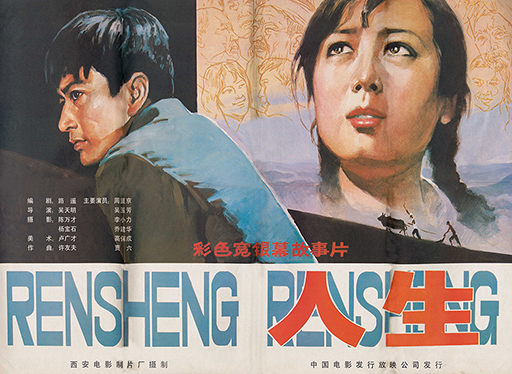 编 剧.路 遥 主要演员.周里京
导 演.吴天明 吴玉芳
摄 影.陈万才 李小力
杨宝石 乔建华
美 术.卢广才 高保成
作 曲.许友夫 贾 六
彩色宽银幕故事片
RENSHENG RENSHENG
人生
西安电影制片厂摄制
中国电影发行放映公司发行